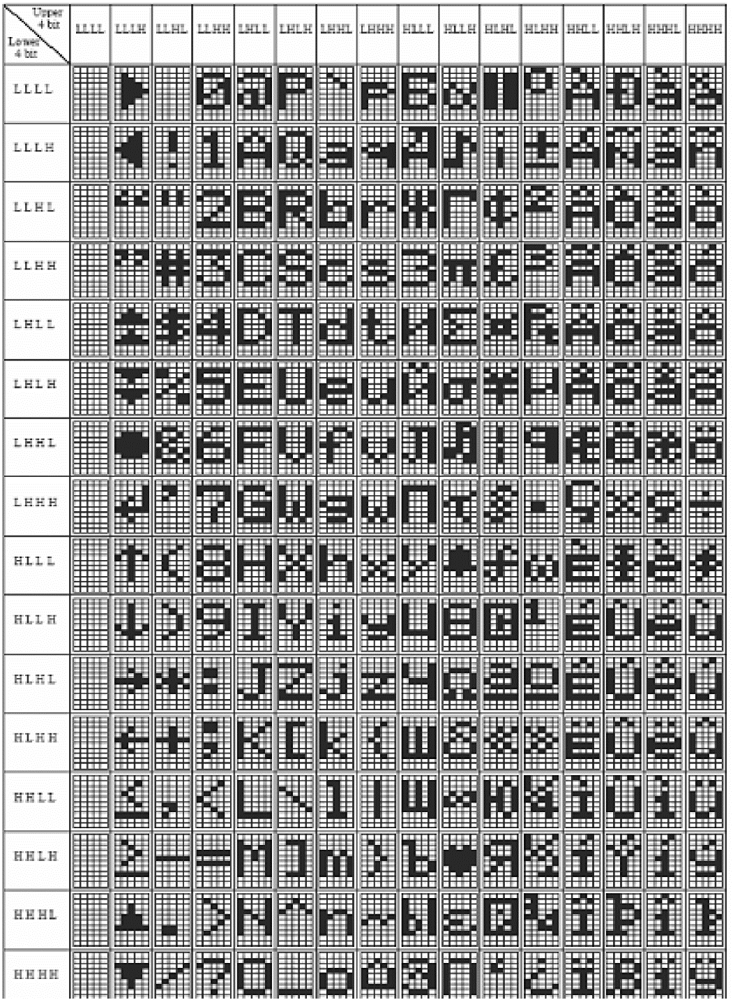 Upper
4 bit
Lower
4 bit
LLLL LLLH LLHL LLHH LHLL LHLH LHHL LHHH HLLL HLLH HLHL HLHH HHLL HHLH HHHL HHHH
LLLL ▶ 0 @ P ` p Б º À Ð à
LLLH ◀ ! 1 A Q a q Д ♪ ¡ ± Á Ñ á ñ
LLHL “ " 2 B R b r Ж Г ¢ ² Â Ò â ò
LLHH ” # 3 C S c s З π £ ³ Ã Ó ã ó
LHLL $ 4 D T d t И Σ ¤ ₧ Ä Ô ä ô
LHLH % 5 E U e u Й σ ¥ µ Å Õ å õ
LHHL ● & 6 F V f v Л ♬ ¦ ¶ Æ Ö æ ö
LHHH ↵ ' 7 G W g w П τ § · Ç × ç ÷
HLLL ↑ ( 8 H X h x У ƒ ω È è
HLLH ↓ ) 9 I Y i y Ц Θ ¹ É Ù é ù
HLHL → * : J Z j z Ч Ω ª º Ê Ú ê ú
HLHH ← + ; K [ k { Ш δ « » Ë Û ë û
HHLL ≤ , < L \ l | Щ ∞ Ю ¼ Ì Ü ì ü
HHLH ≥ - = M ] m } Ъ ♥ Я ½ Í Ý í ý
HHHL ▲ . > N ^ n ~ Ы ε ¾ Î Þ î þ
HHHH ▼ / ? O _ o ⌂ Э ∩ ¿ Ï ß ï ÿ